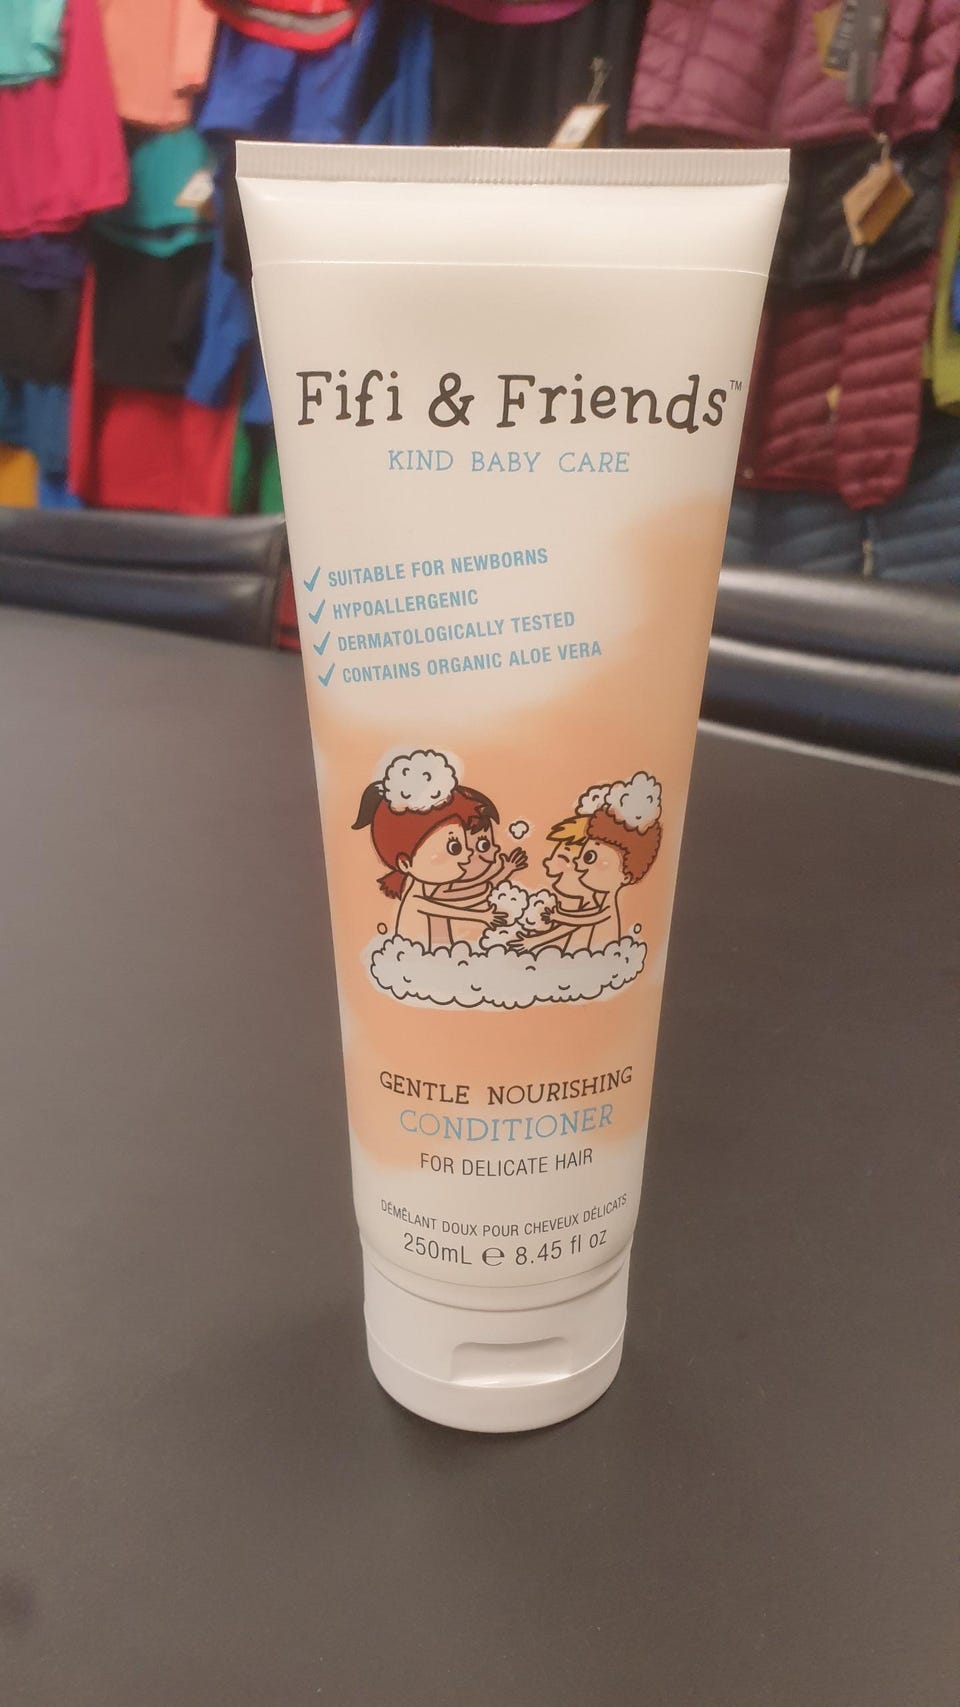 Fifi & Friends™
KIND BABY CARE
✓ SUITABLE FOR NEWBORNS
✓ HYPOALLERGENIC
✓ DERMATOLOGICALLY TESTED
✓ CONTAINS ORGANIC ALOE VERA
GENTLE NOURISHING
CONDITIONER
FOR DELICATE HAIR
DÉMÊLANT DOUX POUR CHEVEUX DÉLICATS
250mL ℮ 8.45 fl oz